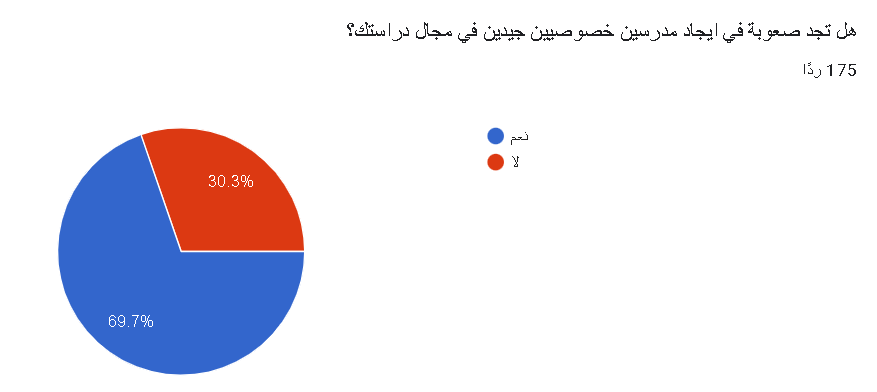 هل تجد صعوبة في ايجاد مدرسين خصوصيين جيدين في مجال دراستك؟
175 ردًا
نعم
لا
30.3%
69.7%